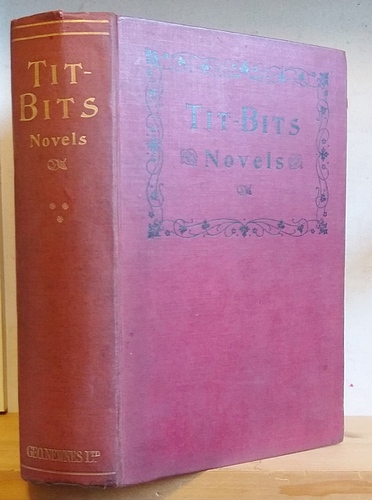 TIT-
BITS
Novels
GEO. NEWNES LTD
TIT-BITS
Novels